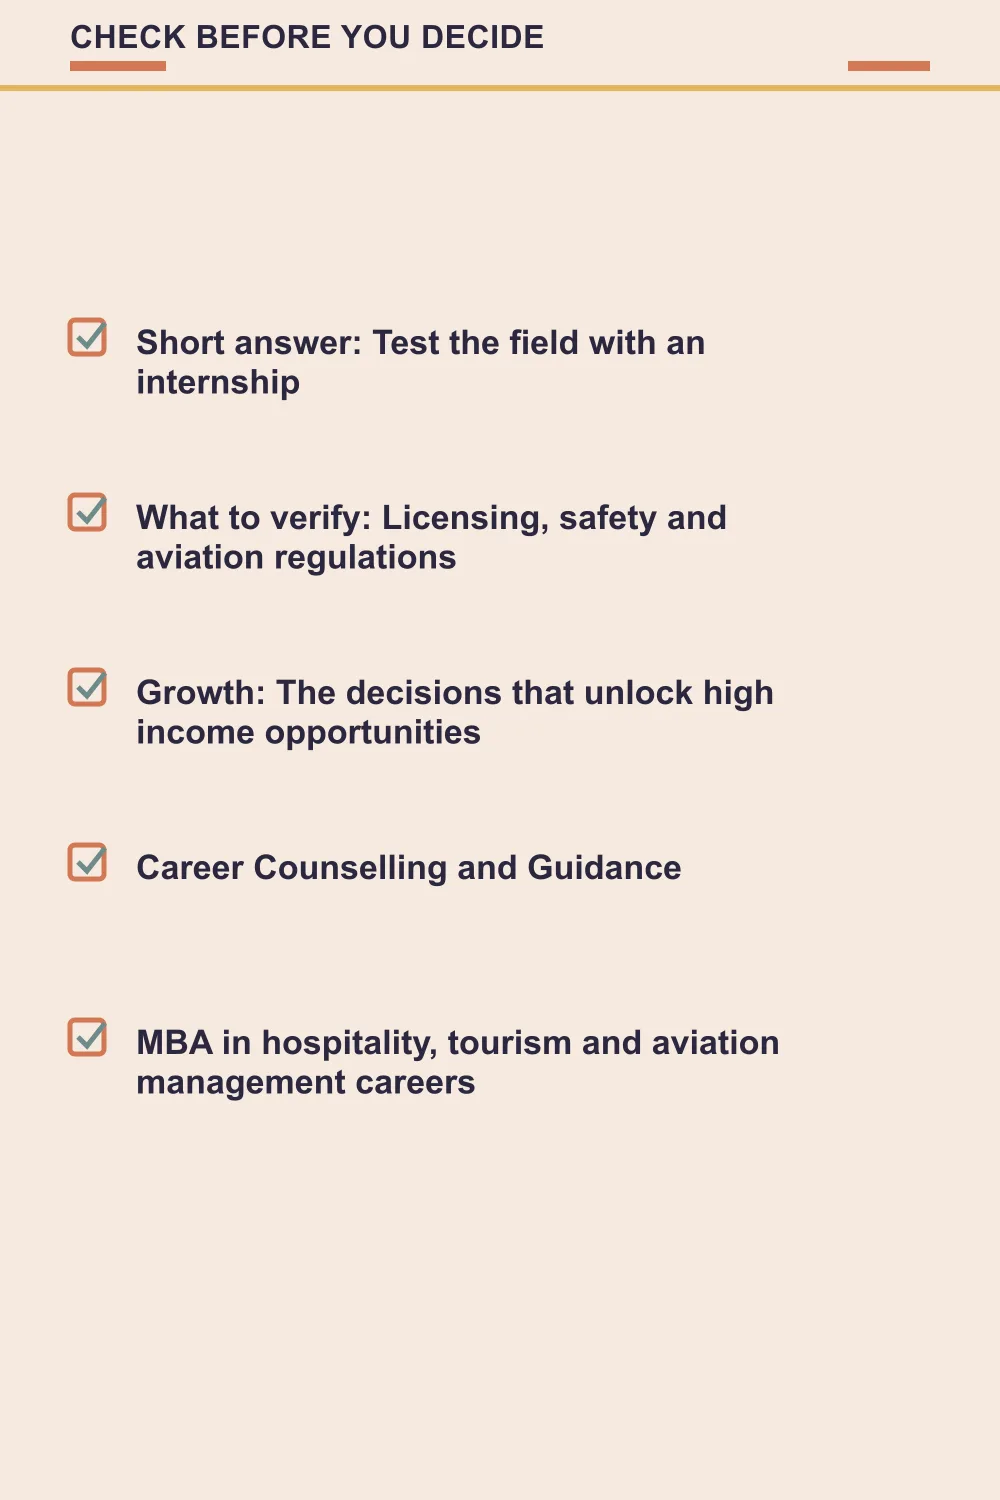 CHECK BEFORE YOU DECIDE
Short answer: Test the field with an
internship
What to verify: Licensing, safety and
aviation regulations
Growth: The decisions that unlock high
income opportunities
Career Counselling and Guidance
MBA in hospitality, tourism and aviation
management careers